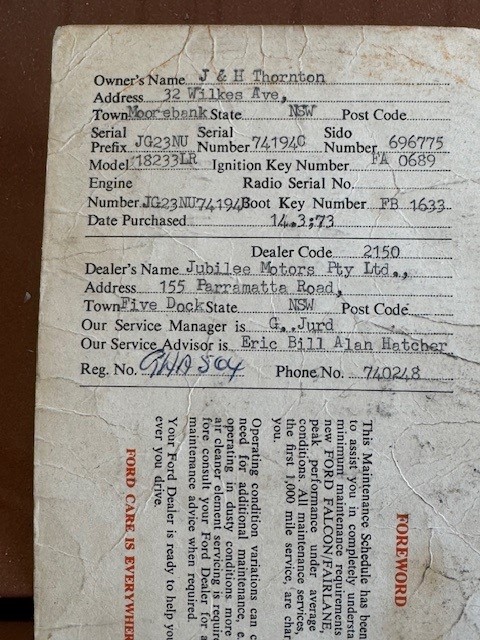 Owner's Name J & H Thornton
Address 32 Wilkes Ave,
Town Moorebank State NSW Post Code
Serial Prefix JG23NU Serial Number 74194C Sido Number 696775
Model 18233LR Ignition Key Number FA 0689
Engine Radio Serial No.
Number JG23NU74194 Boot Key Number FB 1633
Date Purchased 14.3;73
Dealer Code 2150
Dealer's Name Jubilee Motors Pty Ltd.,
Address 155 Parramatta Road,
Town Five Dock State NSW Post Code
Our Service Manager is G. Jurd
Our Service Advisor is Eric Bill Alan Hatcher
Reg. No. Phone No. 740248
FOREWORD
This Maintenance Schedule has been
to assist you in completely understa
minimum maintenance requirements
new FORD FALCON/FAIRLANE
peak performance under average
conditions. All maintenance services,
the first 1,000 mile service, are char
you.
Operating condition variations can c
need for additional maintenance, e.
operating in dusty conditions more
air cleaner element servicing is requir
fore consult your Ford Dealer for a
maintenance advice when required.
Your Ford Dealer is ready to help you
ever you drive.
FORD CARE IS EVERYWHERE